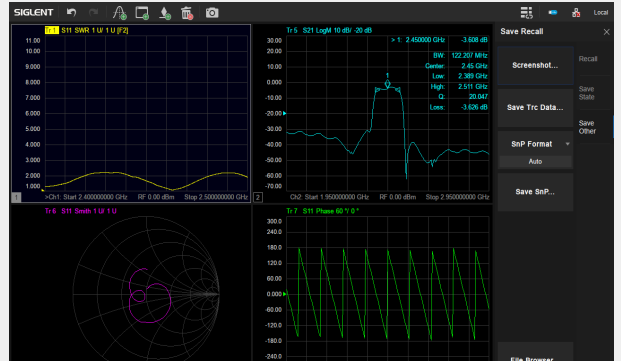 SIGLENT
Local
Tr 1 S11 SWR 1 U/ 1 U [F2]
11.00
10.00
9.000
8.000
7.000
6.000
5.000
4.000
3.000
2.000
1.000
1
>Ch1: Start 2.400000000 GHz RF 0.00 dBm Stop 2.500000000 GHz
Tr 5 S21 LogM 10 dB/ -20 dB
> 1: 2.450000 GHz -3.608 dB
BW: 122.207 MHz
Center: 2.45 GHz
Low: 2.389 GHz
High: 2.511 GHz
Q: 20.047
Loss: -3.626 dB
1
30.00
20.00
10.00
0.000
-10.00
-20.00
-30.00
-40.00
-50.00
-60.00
-70.00
2
Ch2: Start 1.950000000 GHz RF 0.00 dBm Stop 2.950000000 GHz
Tr 6 S11 Smith 1 U/ 1 U
Tr 7 S11 Phase 60 °/ 0 °
300.0
240.0
180.0
120.0
60.00
0.000
-60.00
-120.0
-180.0
-240.0
Save Recall
Screenshot...
Save Trc Data...
SnP Format
Auto
Save SnP...
File Browser...
Recall
Save
State
Save
Other